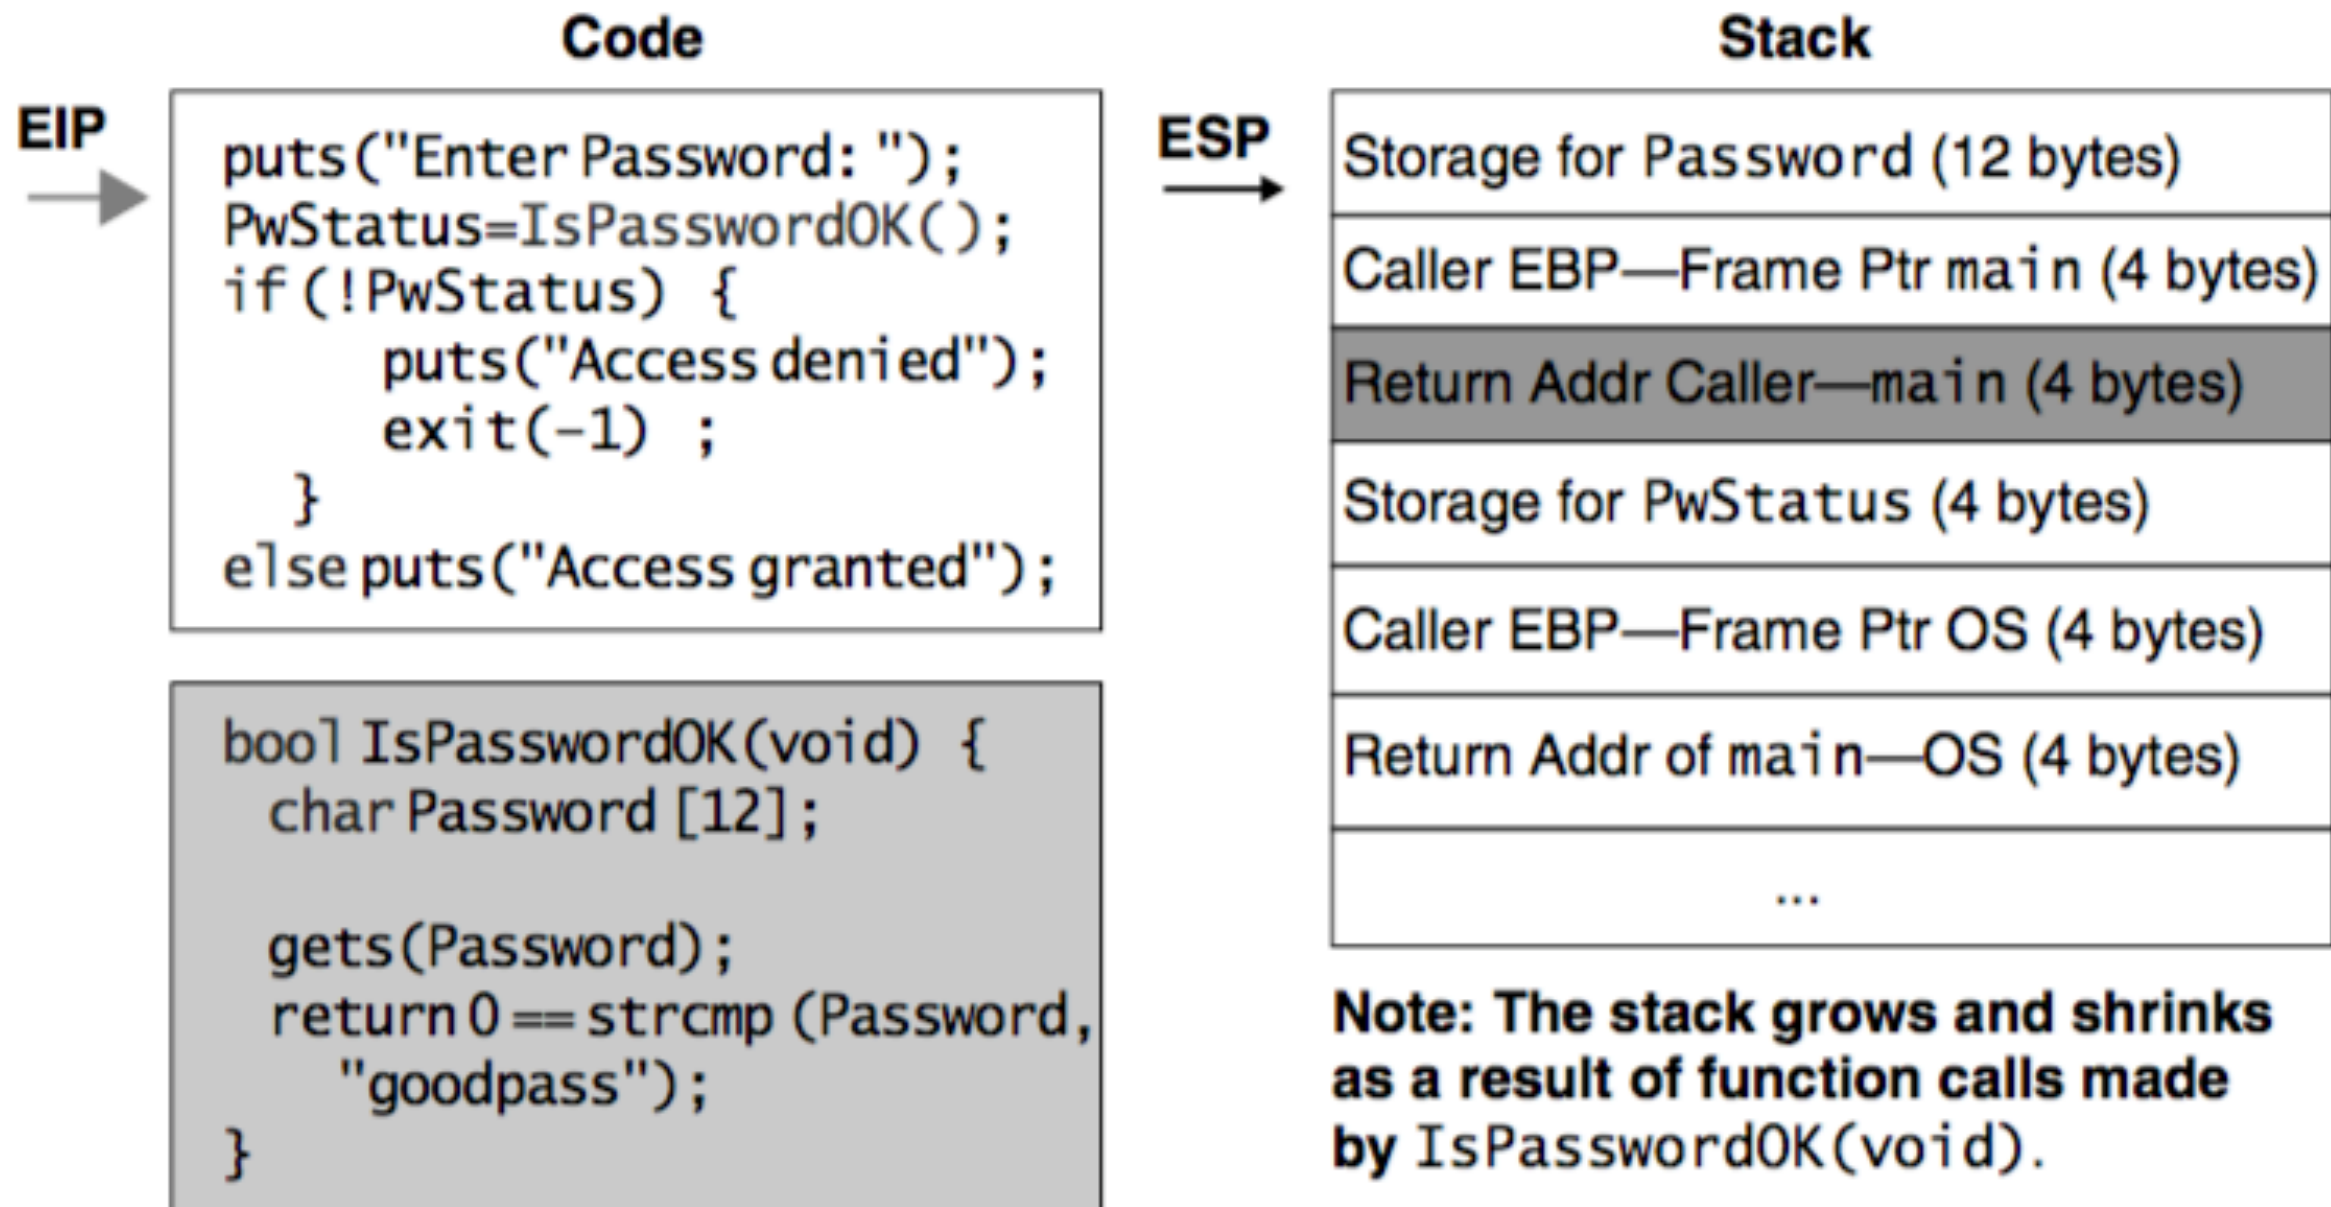 Code
EIP
puts("Enter Password: ");
PwStatus=IsPasswordOK();
if(!PwStatus) {
puts("Access denied");
exit(-1) ;
}
else puts("Access granted");
bool IsPasswordOK(void) {
char Password [12];
gets(Password);
return 0 == strcmp (Password,
"goodpass");
}
Stack
ESP
Storage for Password (12 bytes)
Caller EBP—Frame Ptr main (4 bytes)
Return Addr Caller—main (4 bytes)
Storage for PwStatus (4 bytes)
Caller EBP—Frame Ptr OS (4 bytes)
Return Addr of main—OS (4 bytes)
...
Note: The stack grows and shrinks
as a result of function calls made
by IsPasswordOK(void).